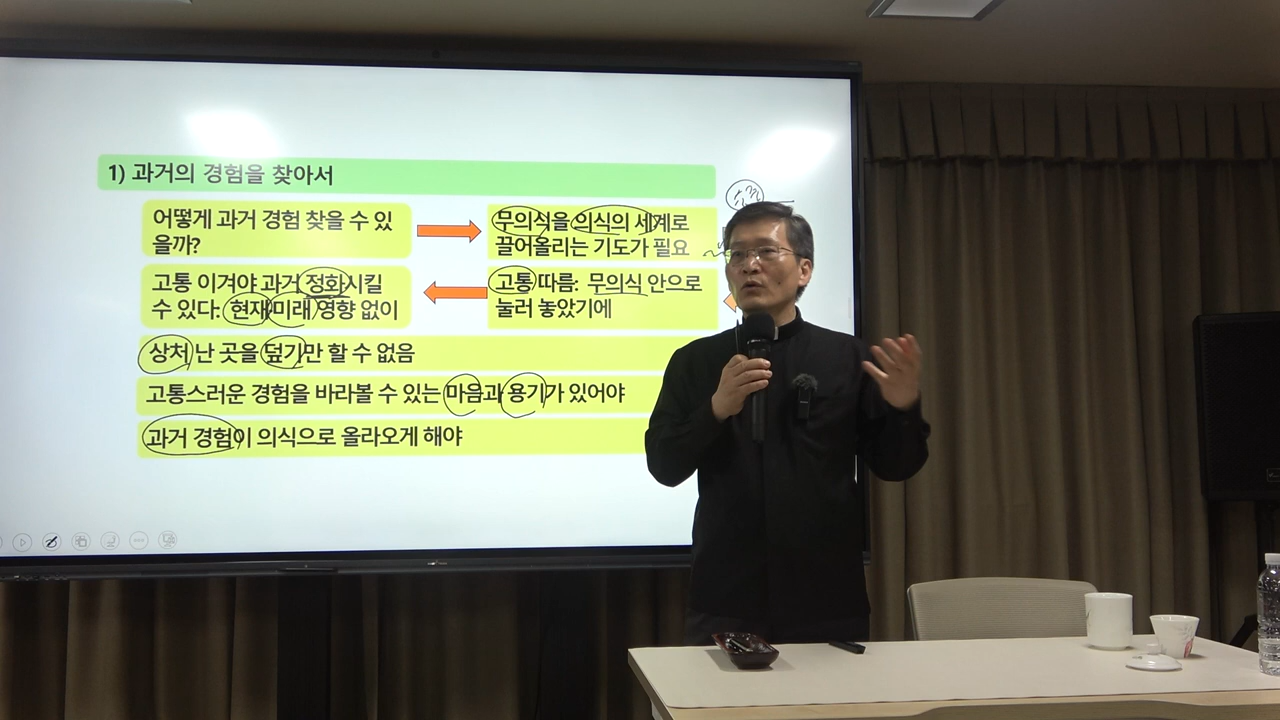 1) 과거의 경험을 찾아서
어떻게 과거 경험 찾을 수 있
을까?
무의식을 의식의 세계로
끌어올리는 기도가 필요
고통 이겨야 과거 정화시킬
수 있다: 현재/미래 영향 없이
고통 따름: 무의식 안으로
눌러 놓았기에
상처 난 곳을 덮기만 할 수 없음
고통스러운 경험을 바라볼 수 있는 마음과 용기가 있어야
과거 경험이 의식으로 올라오게 해야